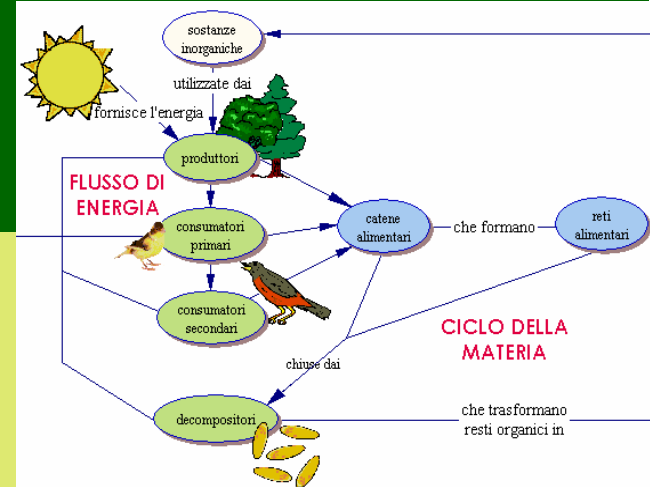 sostanze
inorganiche
utilizzate dai
fornisce l'energia
produttori
FLUSSO DI
ENERGIA
consumatori
primari
catene
alimentari
che formano
reti
alimentari
consumatori
secondari
CICLO DELLA
MATERIA
chiuse dai
decompositori
che trasformano
resti organici in